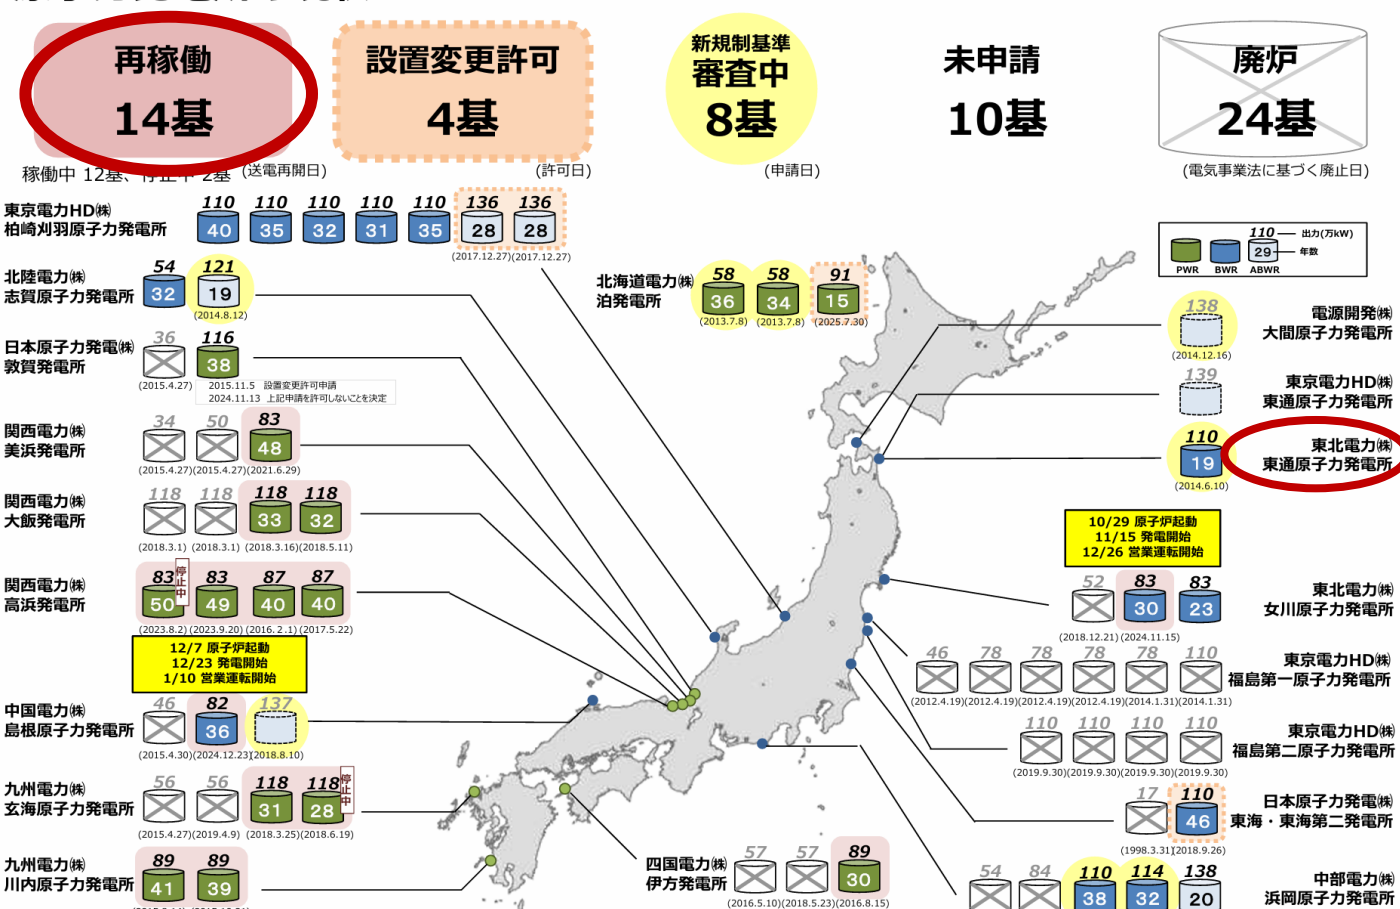 再稼働
14基
設置変更許可
4基
新規制基準
審査中
8基
未申請
10基
廃炉
24基
稼働中 12基、停止中 2基
(送電再開日)
(許可日)
(申請日)
(電気事業法に基づく廃止日)
東京電力HD㈱
柏崎刈羽原子力発電所
110 110 110 110 110 136 136
40 35 32 31 35 28 28
(2017.12.27)(2017.12.27)
110 出力(万kW)
29 年数
PWR BWR ABWR
北陸電力㈱
志賀原子力発電所
54 121
32 19
(2014.8.12)
北海道電力㈱
泊発電所
58 58 91
36 34 15
(2013.7.8) (2013.7.8) (2025.7.30)
138
(2014.12.16)
電源開発㈱
大間原子力発電所
日本原子力発電㈱
敦賀発電所
36 116
38
(2015.4.27)
2015.11.5 設置変更許可申請
2024.11.13 上記申請を許可しないことを決定
139
東京電力HD㈱
東通原子力発電所
関西電力㈱
美浜発電所
34 50 83
48
(2015.4.27)(2015.4.27)(2021.6.29)
110
19
(2014.6.10)
東北電力㈱
東通原子力発電所
関西電力㈱
大飯発電所
118 118 118 118
33 32
(2018.3.1) (2018.3.1) (2018.3.16)(2018.5.11)
10/29 原子炉起動
11/15 発電開始
12/26 営業運転開始
関西電力㈱
高浜発電所
83 83 87 87
停止中
50 49 40 40
(2023.8.2) (2023.9.20) (2016.2.1)(2017.5.22)
52 83 83
30 23
(2018.12.21) (2024.11.15)
東北電力㈱
女川原子力発電所
12/7 原子炉起動
12/23 発電開始
1/10 営業運転開始
46 78 78 78 78 110
(2012.4.19)(2012.4.19)(2012.4.19)(2012.4.19)(2014.1.31)(2014.1.31)
東京電力HD㈱
福島第一原子力発電所
中国電力㈱
島根原子力発電所
46 82 137
36
(2015.4.30)(2024.12.23)(2018.8.10)
110 110 110 110
(2019.9.30)(2019.9.30)(2019.9.30)(2019.9.30)
東京電力HD㈱
福島第二原子力発電所
九州電力㈱
玄海原子力発電所
56 56 118 118
停止中
31 28
(2015.4.27)(2019.4.9) (2018.3.25)(2018.6.19)
17 110
46
(1998.3.31)(2018.9.26)
日本原子力発電㈱
東海・東海第二発電所
九州電力㈱
川内原子力発電所
89 89
41 39
四国電力㈱
伊方発電所
57 57 89
30
(2016.5.10)(2018.5.23)(2016.8.15)
54 84 110 114 138
38 32 20
中部電力㈱
浜岡原子力発電所